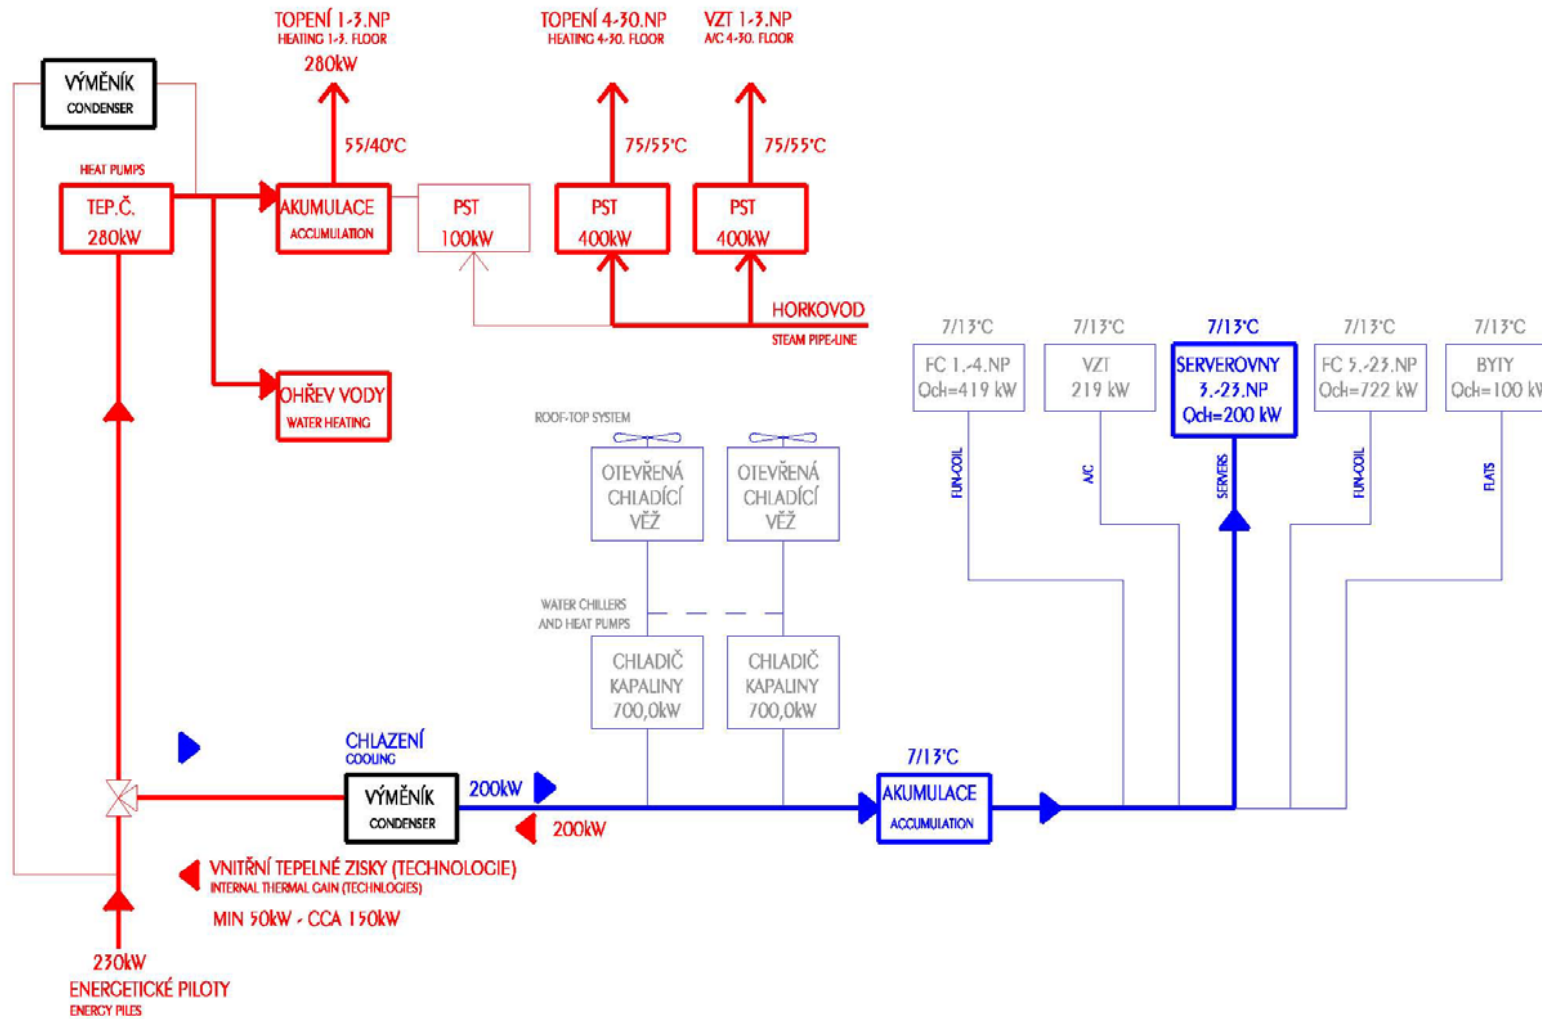 TOPENÍ 1-3.NP
HEATING 1-3. FLOOR
280kW
TOPENÍ 4-30.NP
HEATING 4-30. FLOOR
VZT 1-3.NP
A/C 4-30. FLOOR
VÝMĚNÍK
CONDENSER
55/40°C
75/55°C
75/55°C
HEAT PUMPS
TEP.Č.
280kW
AKUMULACE
ACCUMULATION
PST
100kW
PST
400kW
PST
400kW
HORKOVOD
STEAM PIPE-LINE
OHŘEV VODY
WATER HEATING
7/13°C
FC 1.-4.NP
Qch=419 kW
7/13°C
VZT
219 kW
7/13°C
SERVEROVNY
3.-23.NP
Qch=200 kW
7/13°C
FC 5.-23.NP
Qch=722 kW
7/13°C
BYTY
Qch=100 kW
FUN-COIL
A/C
SERVERS
FUN-COIL
FLATS
ROOF-TOP SYSTEM
OTEVŘENÁ
CHLADÍCÍ
VĚŽ
OTEVŘENÁ
CHLADÍCÍ
VĚŽ
WATER CHILLERS
AND HEAT PUMPS
CHLADIČ
KAPALINY
700,0kW
CHLADIČ
KAPALINY
700,0kW
CHLAZENÍ
COOLING
VÝMĚNÍK
CONDENSER
200kW
200kW
7/13°C
AKUMULACE
ACCUMULATION
VNITŘNÍ TEPELNÉ ZISKY (TECHNOLOGIE)
INTERNAL THERMAL GAIN (TECHNLOGIES)
MIN 50kW - CCA 150kW
230kW
ENERGETICKÉ PILOTY
ENERGY PILES